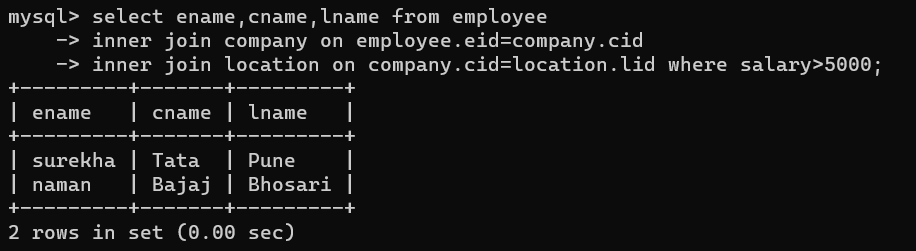 mysql> select ename,cname,lname from employee
    -> inner join company on employee.eid=company.cid
    -> inner join location on company.cid=location.lid where salary>5000;
+---------+-------+---------+
| ename   | cname | lname   |
+---------+-------+---------+
| surekha | Tata  | Pune    |
| naman   | Bajaj | Bhosari |
+---------+-------+---------+
2 rows in set (0.00 sec)